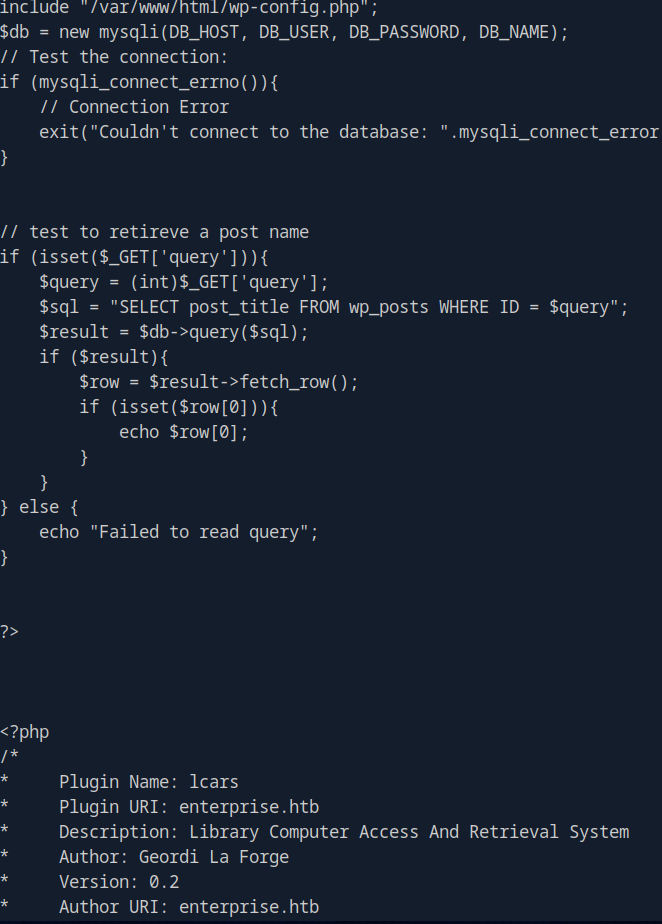 include "/var/www/html/wp-config.php";
$db = new mysqli(DB_HOST, DB_USER, DB_PASSWORD, DB_NAME);
// Test the connection:
if (mysqli_connect_errno()){
    // Connection Error
    exit("Couldn't connect to the database: ".mysqli_connect_error
}
// test to retireve a post name
if (isset($_GET['query'])){
    $query = (int)$_GET['query'];
    $sql = "SELECT post_title FROM wp_posts WHERE ID = $query";
    $result = $db->query($sql);
    if ($result){
        $row = $result->fetch_row();
        if (isset($row[0])){
            echo $row[0];
        }
    }
} else {
    echo "Failed to read query";
}
?>
<?php
/*
*     Plugin Name: lcars
*     Plugin URI: enterprise.htb
*     Description: Library Computer Access And Retrieval System
*     Author: Geordi La Forge
*     Version: 0.2
*     Author URI: enterprise.htb